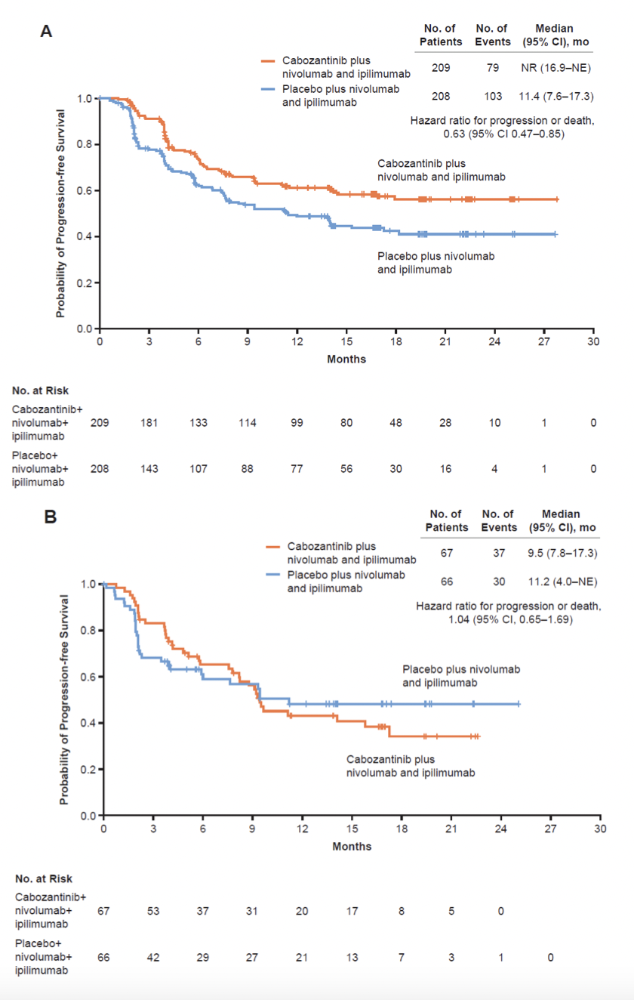 A
No. of No. of Median
Patients Events (95% CI), mo
Cabozantinib plus
nivolumab and ipilimumab 209 79 NR (16.9–NE)
Placebo plus nivolumab
and ipilimumab 208 103 11.4 (7.6–17.3)
Hazard ratio for progression or death,
0.63 (95% CI 0.47–0.85)
Probability of Progression-free Survival
1.0
0.8
0.6
0.4
0.2
0.0
Cabozantinib plus
nivolumab and ipilimumab
Placebo plus nivolumab
and ipilimumab
0 3 6 9 12 15 18 21 24 27 30
Months
No. at Risk
Cabozantinib+
nivolumab+ 209 181 133 114 99 80 48 28 10 1 0
ipilimumab
Placebo+
nivolumab+ 208 143 107 88 77 56 30 16 4 1 0
ipilimumab
B
No. of No. of Median
Patients Events (95% CI), mo
Cabozantinib plus
nivolumab and ipilimumab 67 37 9.5 (7.8–17.3)
Placebo plus nivolumab
and ipilimumab 66 30 11.2 (4.0–NE)
Hazard ratio for progression or death,
1.04 (95% CI, 0.65–1.69)
Probability of Progression-free Survival
1.0
0.8
0.6
0.4
0.2
0.0
Placebo plus nivolumab
and ipilimumab
Cabozantinib plus
nivolumab and ipilimumab
0 3 6 9 12 15 18 21 24 27 30
Months
No. at Risk
Cabozantinib+
nivolumab+ 67 53 37 31 20 17 8 5 0
ipilimumab
Placebo+
nivolumab+ 66 42 29 27 21 13 7 3 1 0
ipilimumab